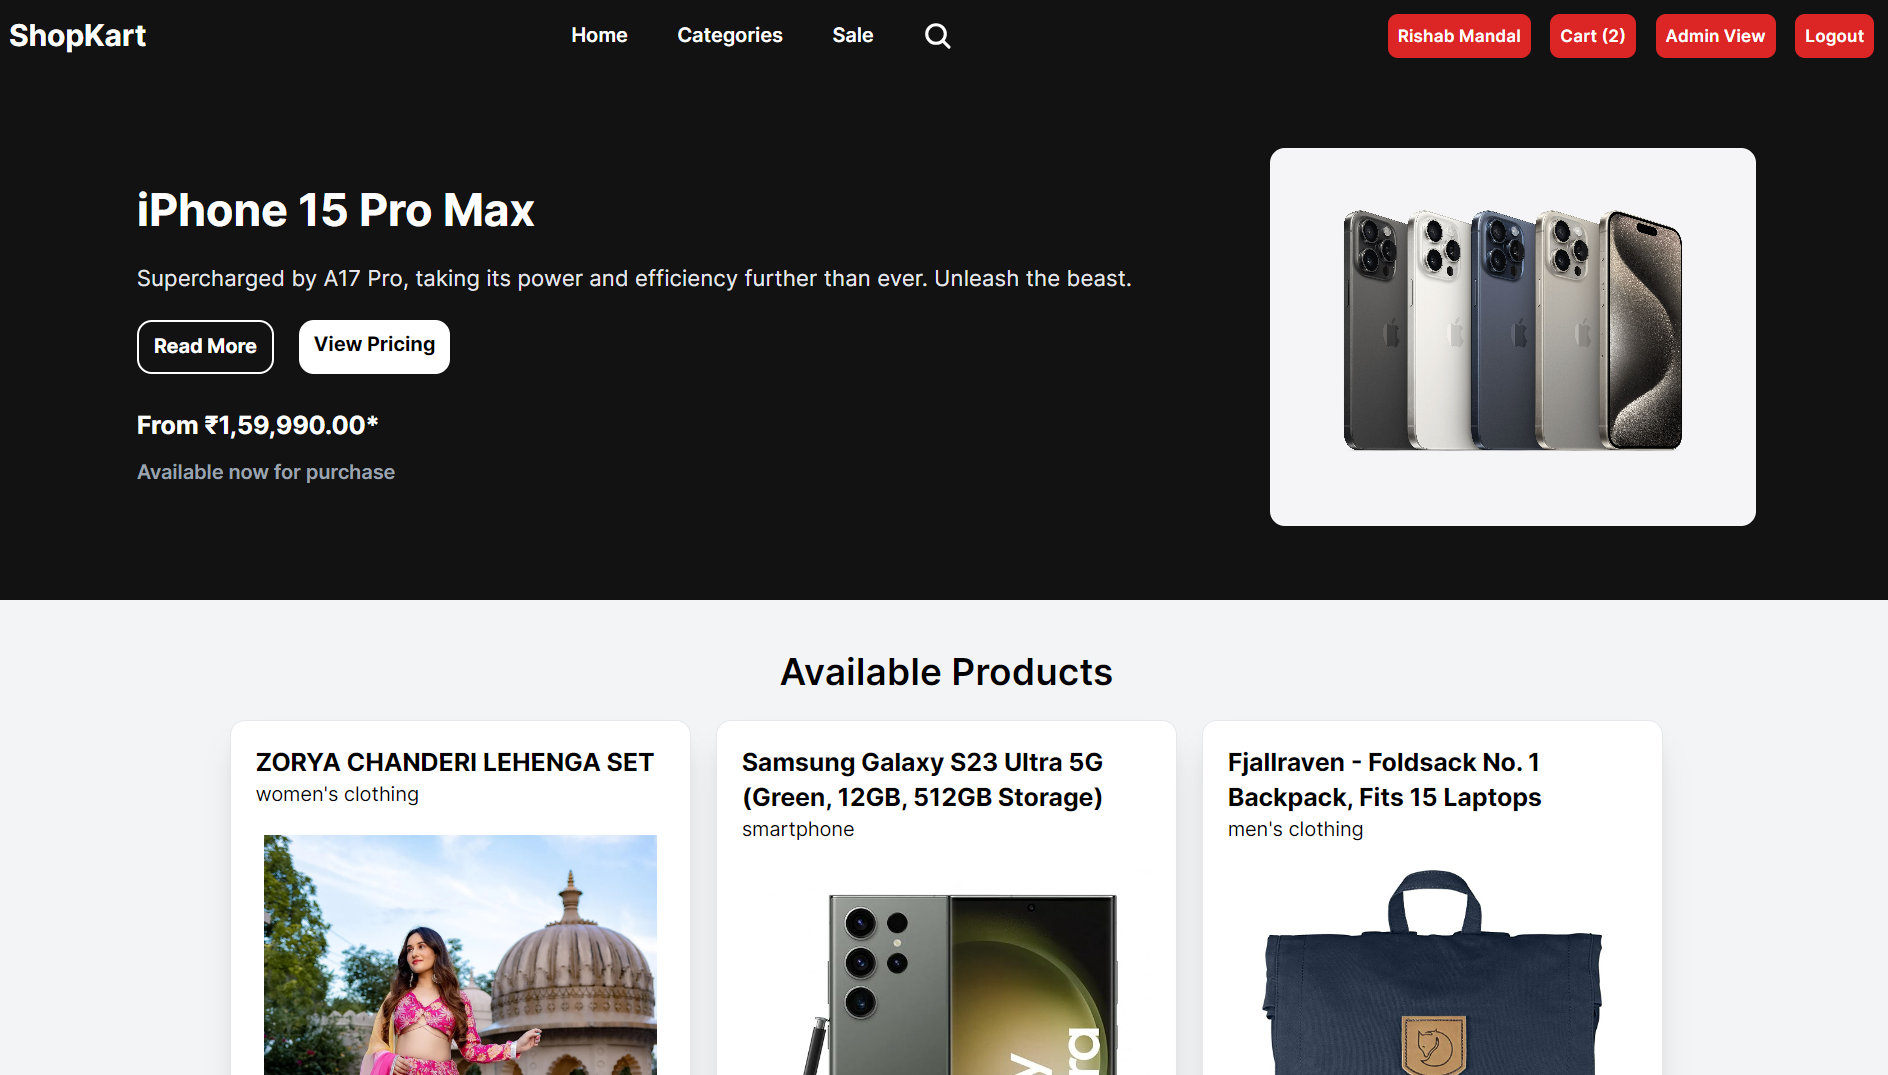 ShopKart
Home
Categories
Sale
Rishab Mandal
Cart (2)
Admin View
Logout
iPhone 15 Pro Max
Supercharged by A17 Pro, taking its power and efficiency further than ever. Unleash the beast.
Read More
View Pricing
From ₹1,59,990.00*
Available now for purchase
Available Products
ZORYA CHANDERI LEHENGA SET
women's clothing
Samsung Galaxy S23 Ultra 5G
(Green, 12GB, 512GB Storage)
smartphone
Fjallraven - Foldsack No. 1
Backpack, Fits 15 Laptops
men's clothing